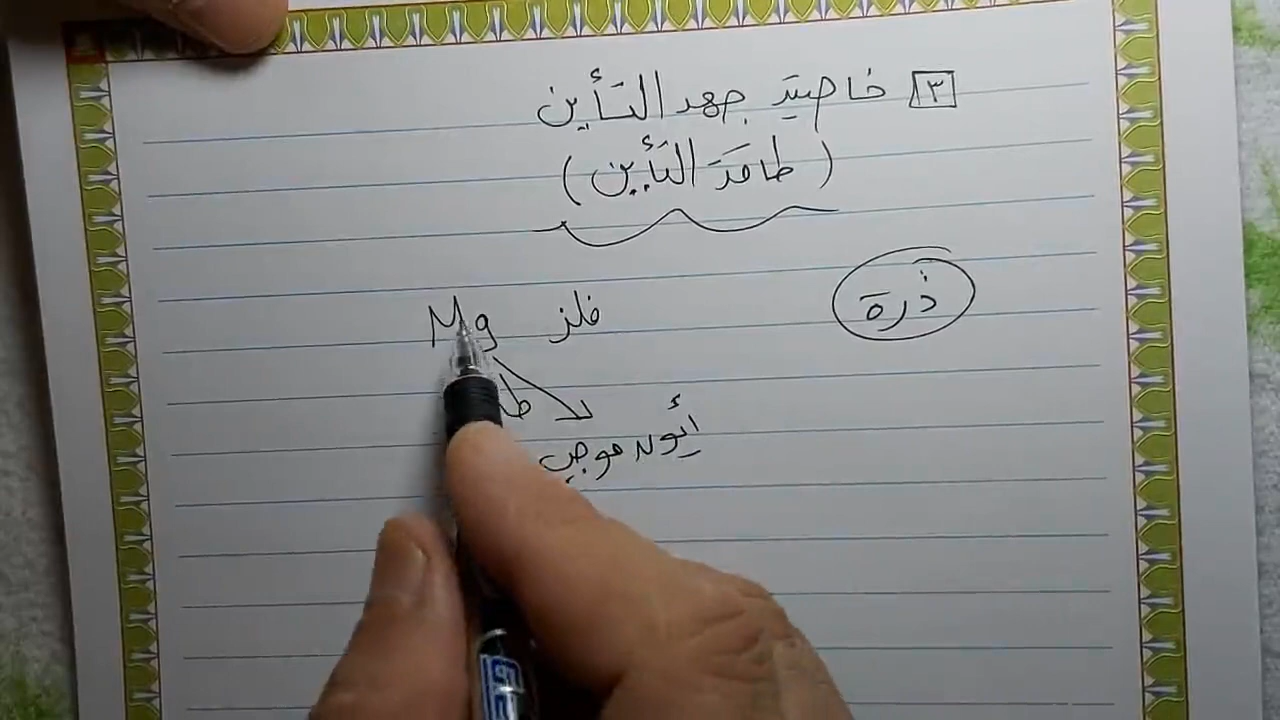 ٣ خاصية جهد التأين
(طاقة التأين)
ذرة
فلز Mg
أيون موجب